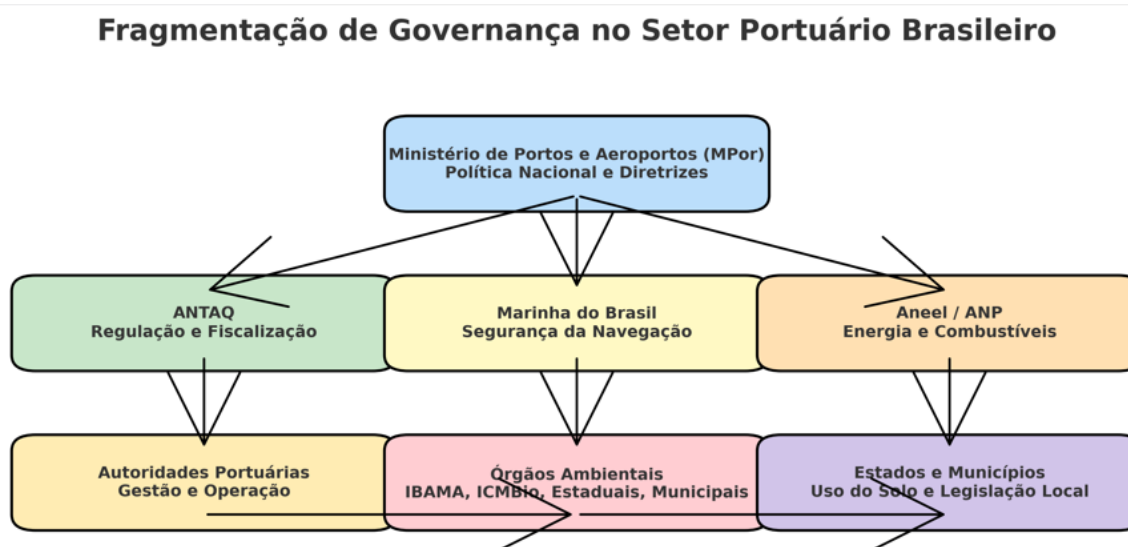 Fragmentação de Governança no Setor Portuário Brasileiro
Ministério de Portos e Aeroportos (MPor)
Política Nacional e Diretrizes
ANTAQ
Regulação e Fiscalização
Marinha do Brasil
Segurança da Navegação
Aneel / ANP
Energia e Combustíveis
Autoridades Portuárias
Gestão e Operação
Órgãos Ambientais
IBAMA, ICMBio, Estaduais, Municipais
Estados e Municípios
Uso do Solo e Legislação Local